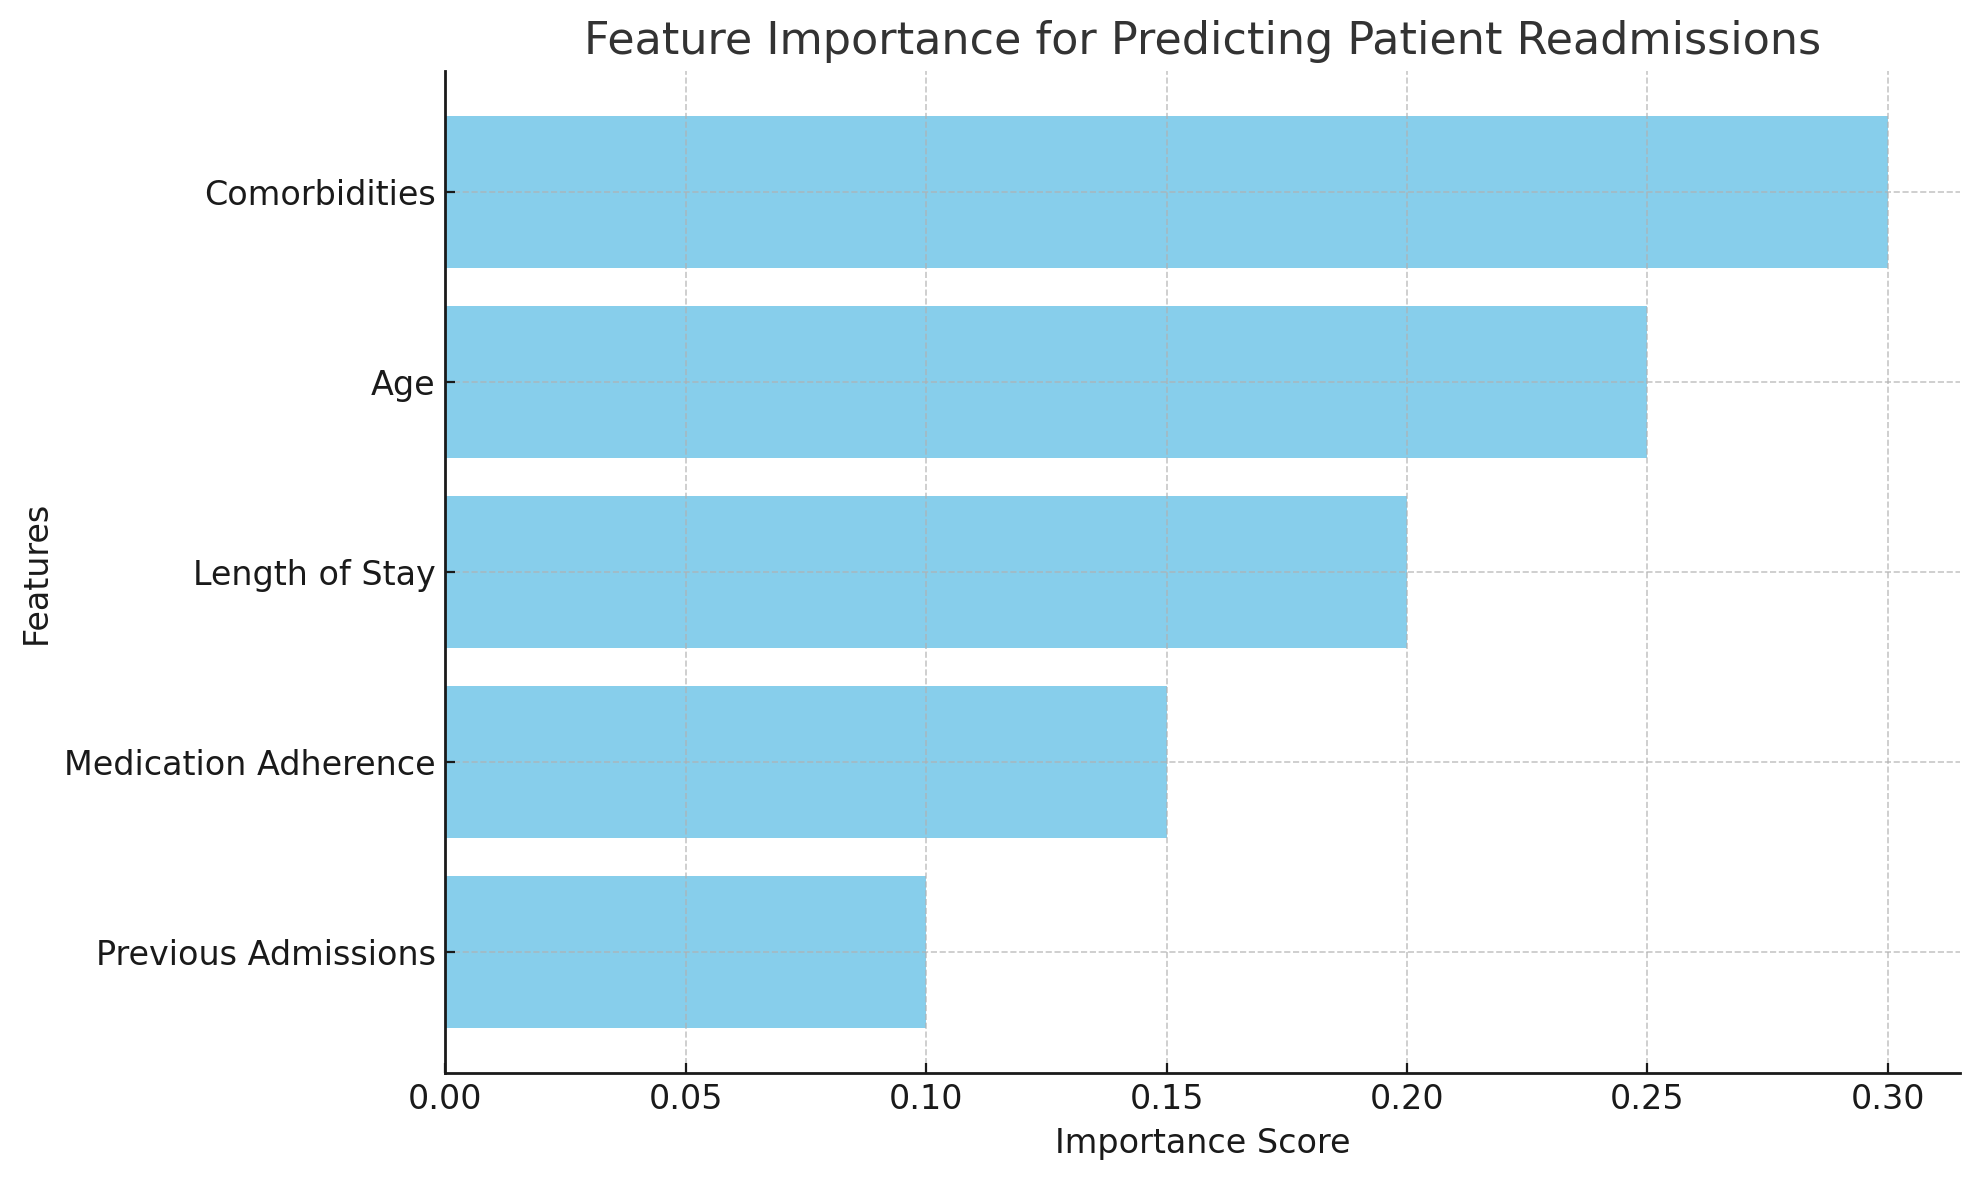 Feature Importance for Predicting Patient Readmissions
Comorbidities
Age
Length of Stay
Medication Adherence
Previous Admissions
Features
0.00 0.05 0.10 0.15 0.20 0.25 0.30
Importance Score